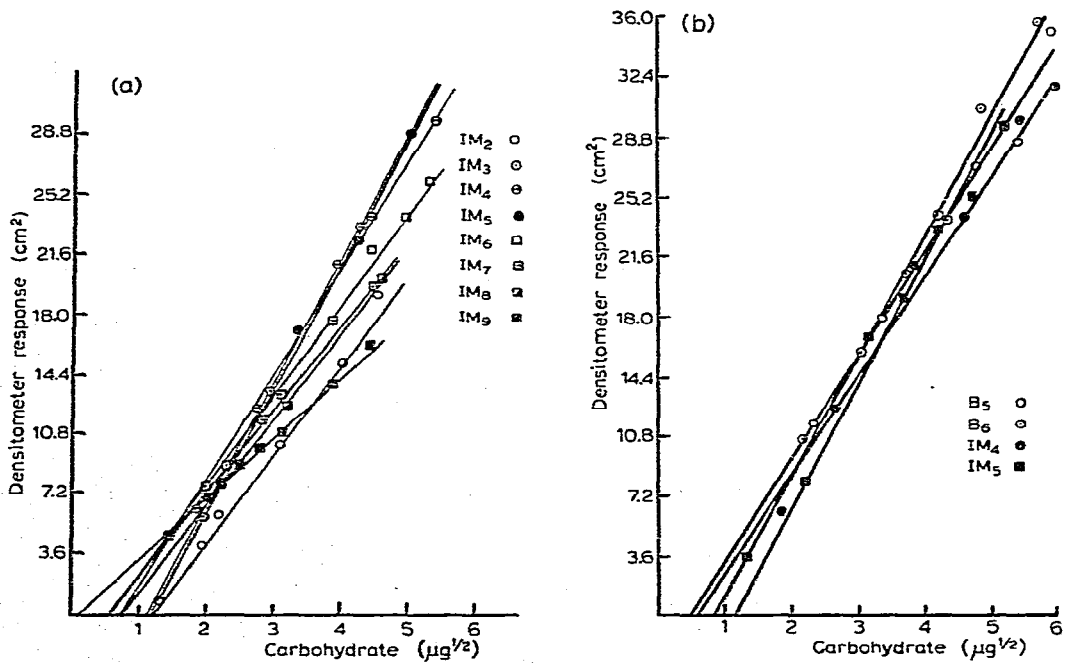 (a)
28.8
25.2
21.6
18.0
14.4
10.8
7.2
3.6
Densitometer response (cm²)
1 2 3 4 5 6
Carbohydrate (μg^1/2)
IM₂
IM₃
IM₄
IM₅
IM₆
IM₇
IM₈
IM₉
(b)
36.0
32.4
28.8
25.2
21.6
18.0
14.4
10.8
7.2
3.6
Densitometer response (cm²)
1 2 3 4 5 6
Carbohydrate (μg^1/2)
B₅
B₆
IM₄
IM₅